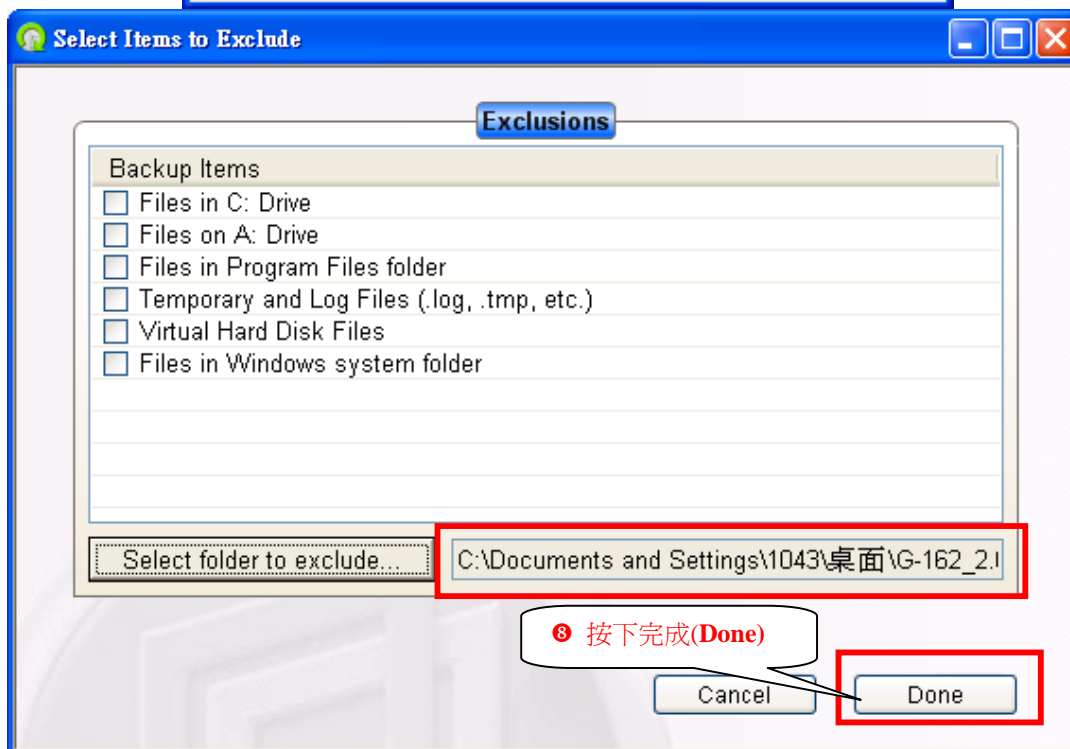 Select Items to Exclude
Exclusions
Backup Items
Files in C: Drive
Files on A: Drive
Files in Program Files folder
Temporary and Log Files (.log, .tmp, etc.)
Virtual Hard Disk Files
Files in Windows system folder
Select folder to exclude...
C:\Documents and Settings\1043\桌面\G-162_2.
❽ 按下完成(Done)
Cancel
Done